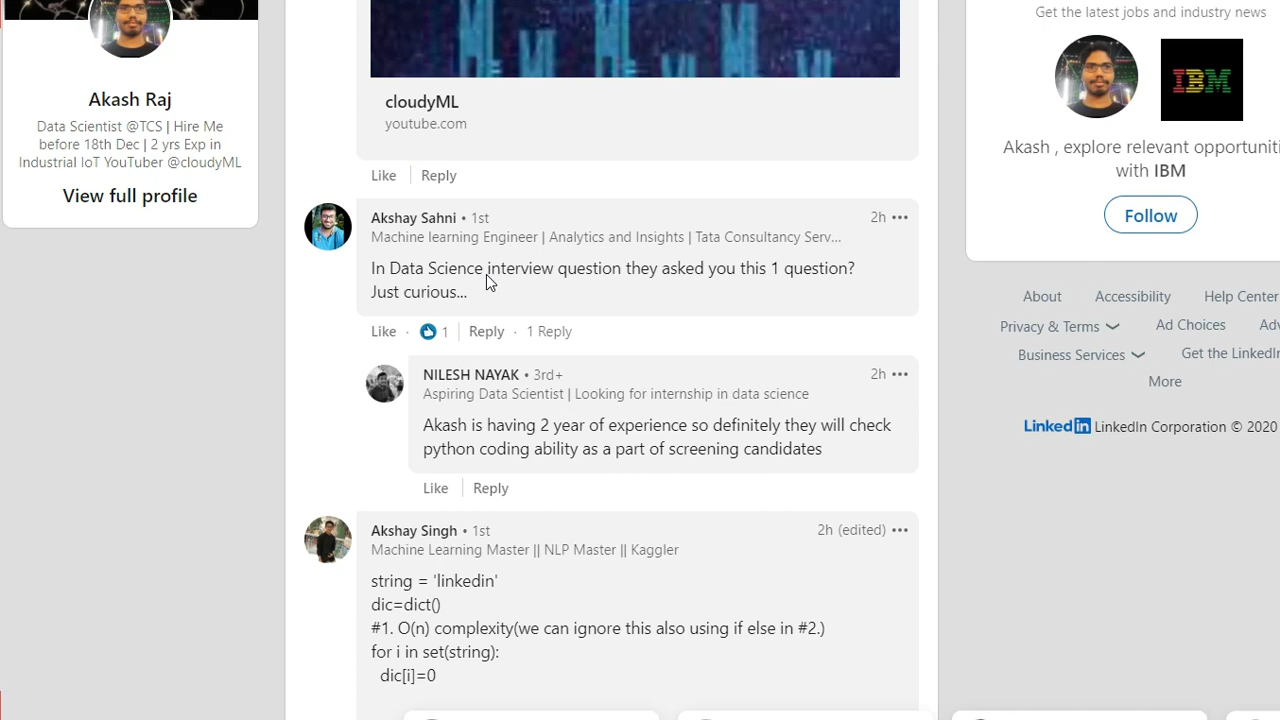 Akash Raj
Data Scientist @TCS | Hire Me
before 18th Dec | 2 yrs Exp in
Industrial IoT YouTuber @cloudyML
View full profile
cloudyML
youtube.com
Like
Reply
Akshay Sahni • 1st
2h
Machine learning Engineer | Analytics and Insights | Tata Consultancy Serv...
In Data Science interview question they asked you this 1 question?
Just curious...
Like · 1 Reply · 1 Reply
NILESH NAYAK • 3rd+
2h
Aspiring Data Scientist | Looking for internship in data science
Akash is having 2 year of experience so definitely they will check
python coding ability as a part of screening candidates
Like
Reply
Akshay Singh • 1st
2h (edited)
Machine Learning Master || NLP Master || Kaggler
string = 'linkedin'
dic=dict()
#1. O(n) complexity(we can ignore this also using if else in #2.)
for i in set(string):
dic[i]=0
Get the latest jobs and industry news
IBM
Akash , explore relevant opportuniti
with IBM
Follow
About Accessibility Help Center
Privacy & Terms Ad Choices
Business Services Get the LinkedIn
More
LinkedIn LinkedIn Corporation © 2020